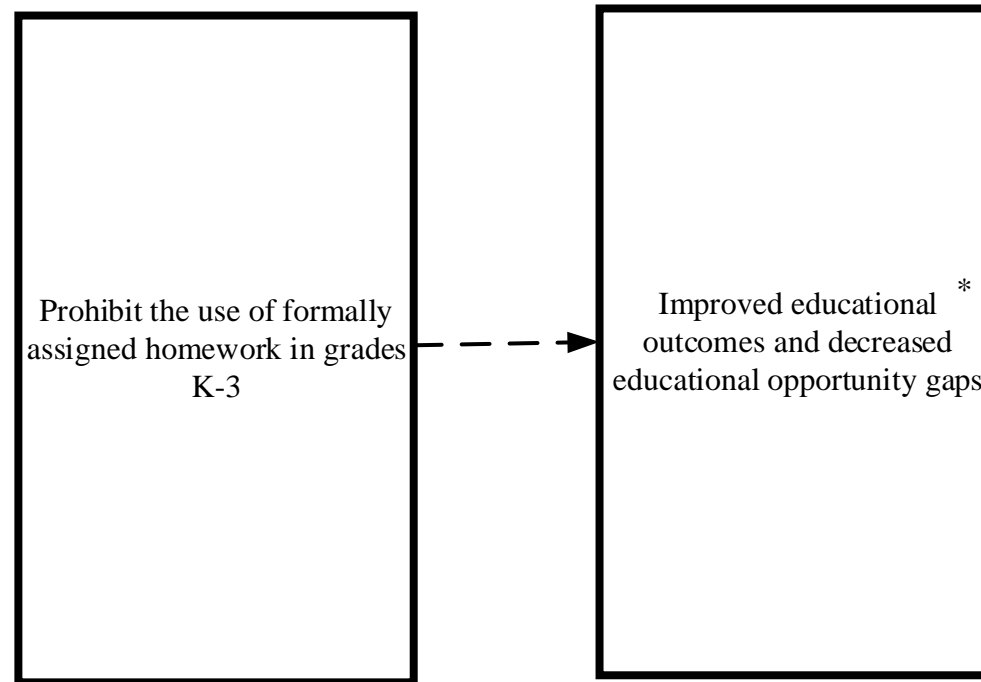 Prohibit the use of formally
assigned homework in grades
K-3
Improved educational *
outcomes and decreased
educational opportunity gaps